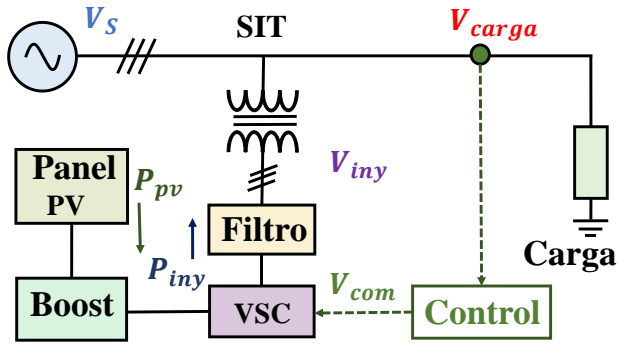 V_S
SIT
V_carga
V_iny
Panel
PV
P_pv
P_iny
Filtro
Carga
Boost
VSC
V_com
Control